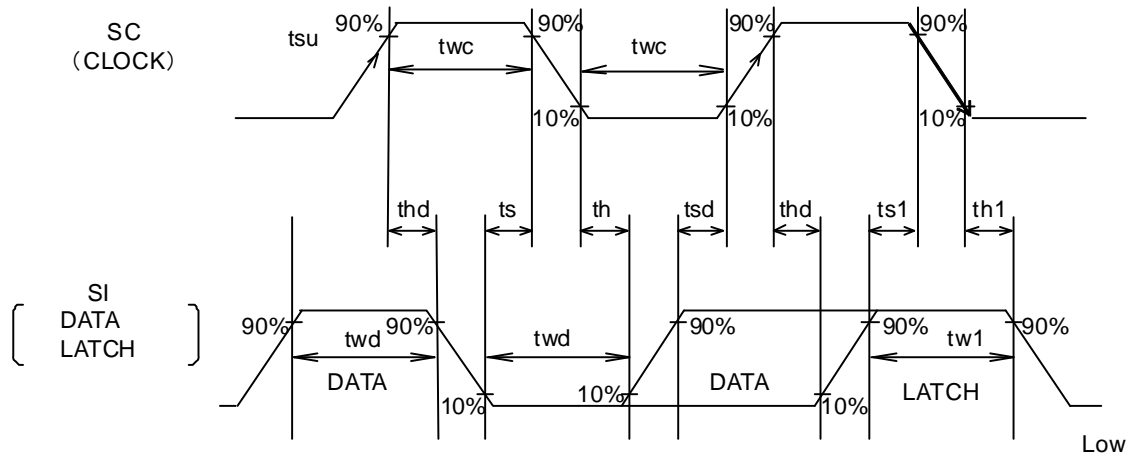 SC
（CLOCK）
tsu
90%
twc
90%
twc
90%
90%
10%
10%
10%
thd
ts
th
tsd
thd
ts1
th1
SI
DATA
LATCH
90%
twd
90%
twd
90%
90%
tw1
90%
DATA
10%
10%
DATA
10%
LATCH
Low